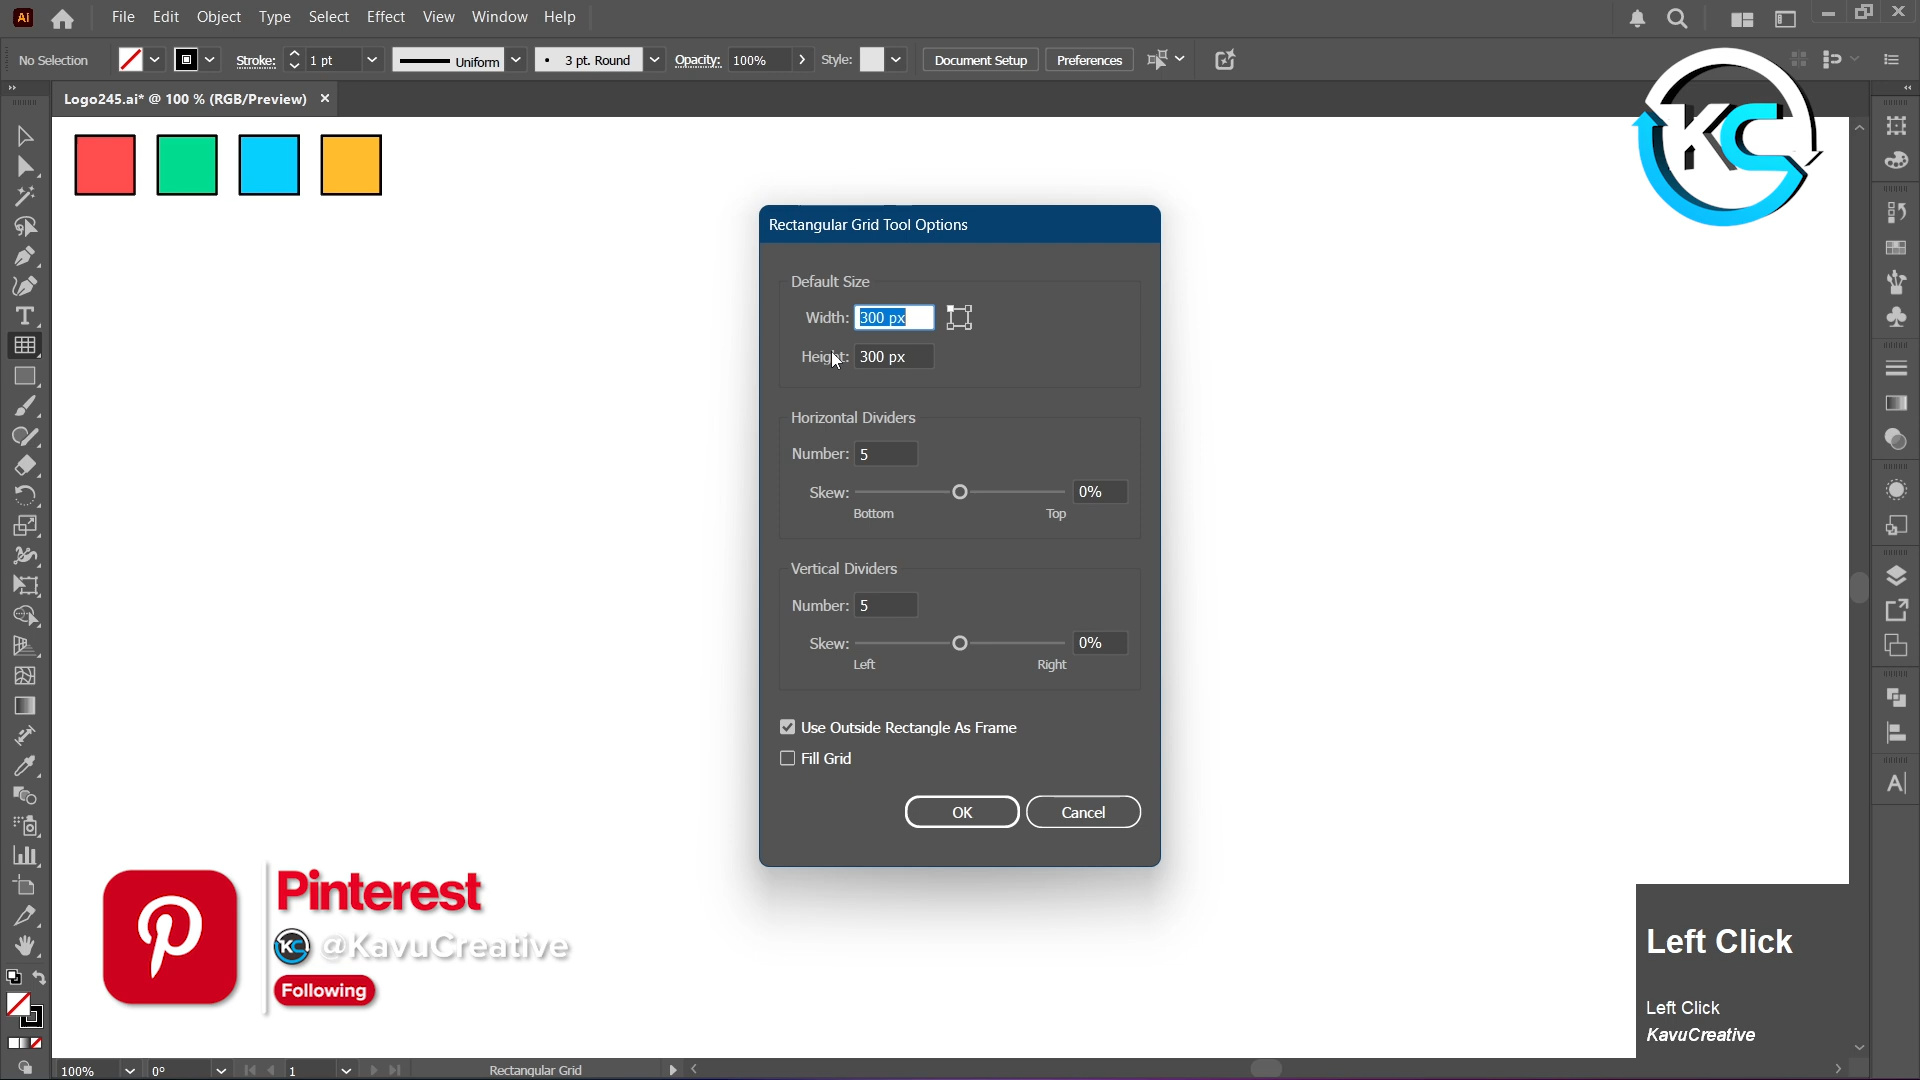 Ai File Edit Object Type Select Effect View Window Help
No Selection Stroke: 1 pt Uniform 3 pt. Round Opacity: 100% Style: Document Setup Preferences
Logo245.ai* @ 100 % (RGB/Preview) ×
KC
Rectangular Grid Tool Options
Default Size
Width: 300 px
Height: 300 px
Horizontal Dividers
Number: 5
Skew: 0%
Bottom Top
Vertical Dividers
Number: 5
Skew: 0%
Left Right
Use Outside Rectangle As Frame
Fill Grid
OK Cancel
Pinterest
KC @KavuCreative
Following
Left Click
Left Click
KavuCreative
100% 0° 1 Rectangular Grid